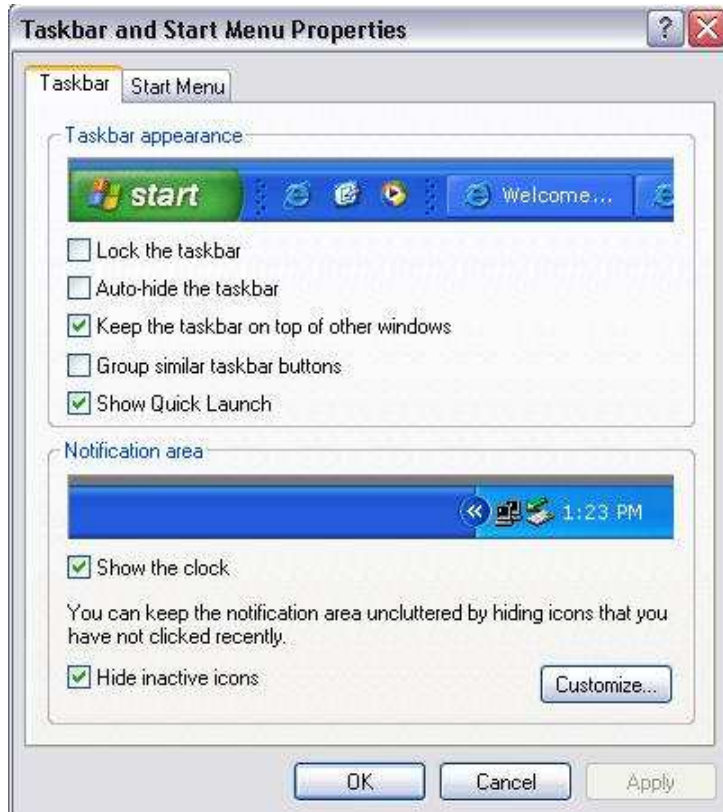 Taskbar and Start Menu Properties
Taskbar
Start Menu
Taskbar appearance
start
Welcome...
Lock the taskbar
Auto-hide the taskbar
Keep the taskbar on top of other windows
Group similar taskbar buttons
Show Quick Launch
Notification area
1:23 PM
Show the clock
You can keep the notification area uncluttered by hiding icons that you
have not clicked recently.
Hide inactive icons
Customize...
OK
Cancel
Apply